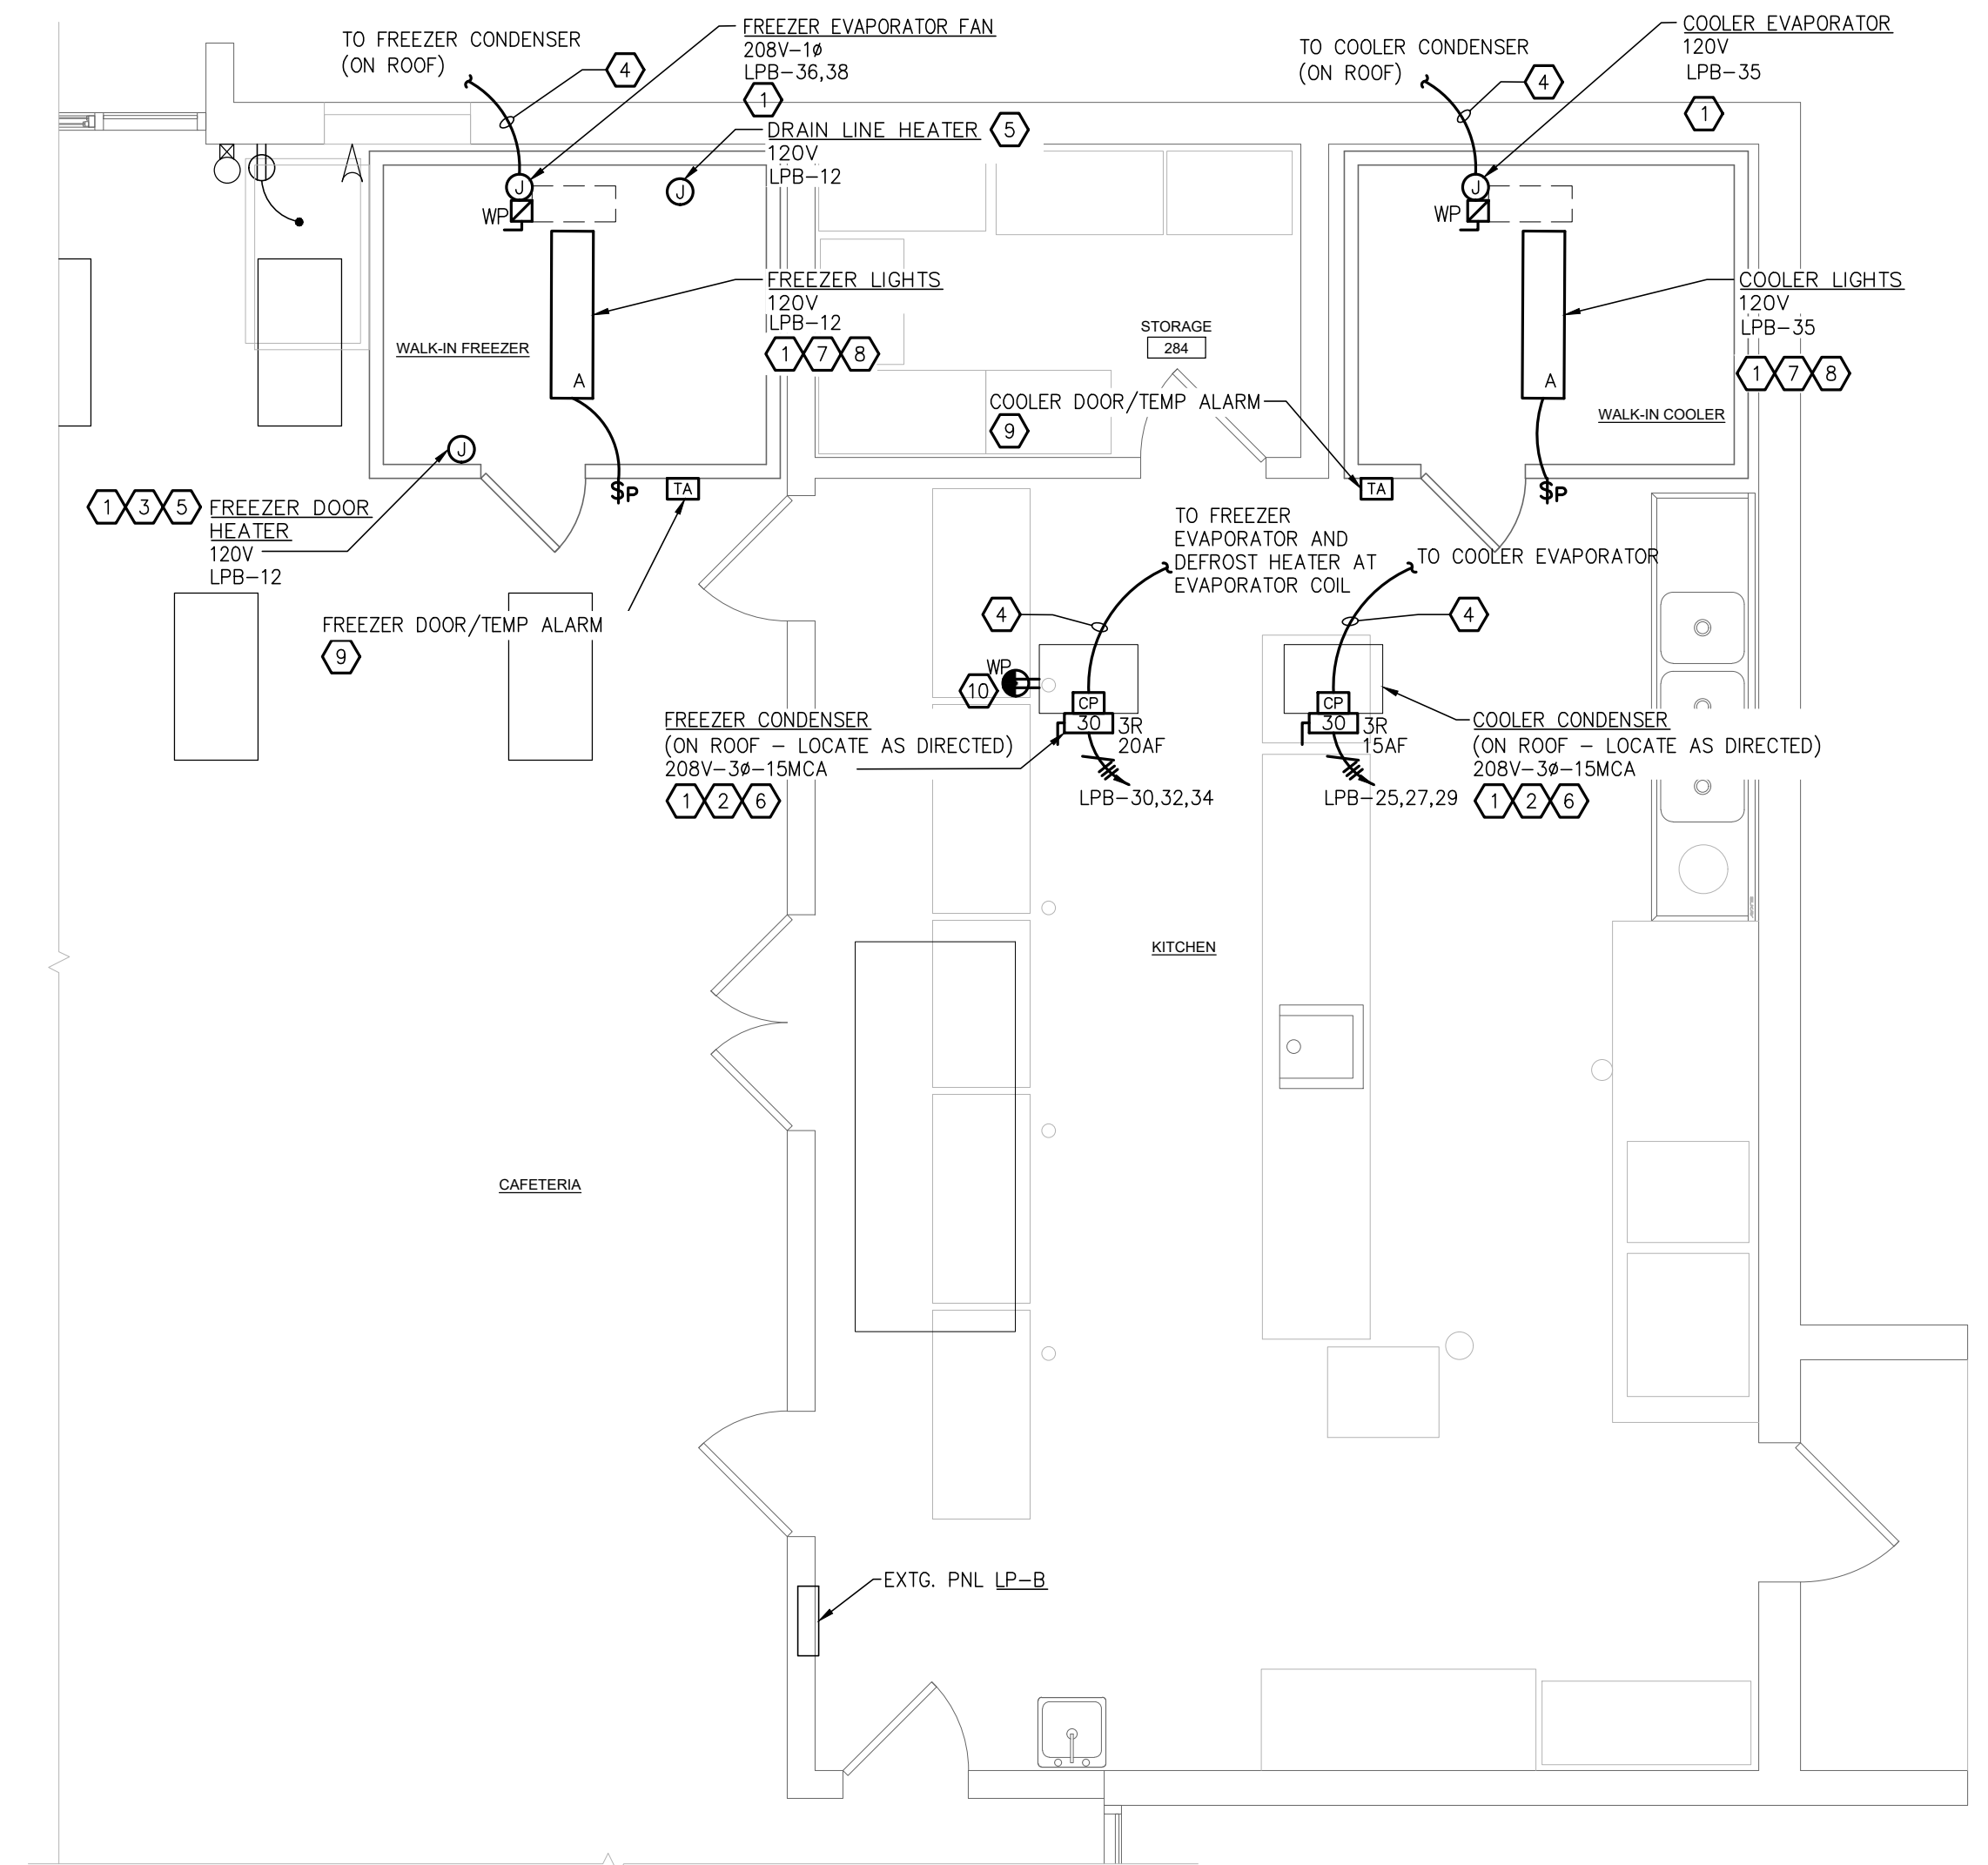 TO FREEZER CONDENSER
(ON ROOF)
4
FREEZER EVAPORATOR FAN
208V-1ø
LPB-36,38
1
DRAIN LINE HEATER
5
120V
LPB-12
TO COOLER CONDENSER
(ON ROOF)
4
COOLER EVAPORATOR
120V
LPB-35
1
J
WP
J
J
WP
FREEZER LIGHTS
120V
LPB-12
1 7 8
A
WALK-IN FREEZER
STORAGE
284
COOLER LIGHTS
120V
LPB-35
1 7 8
A
WALK-IN COOLER
COOLER DOOR/TEMP ALARM
9
J
$P
TA
TA
$P
1 3 5
FREEZER DOOR
HEATER
120V
LPB-12
FREEZER DOOR/TEMP ALARM
9
TO FREEZER
EVAPORATOR AND
DEFROST HEATER AT
EVAPORATOR COIL
4
TO COOLER EVAPORATOR
4
WP
10
CP
30
3R
20AF
CP
30
3R
15AF
FREEZER CONDENSER
(ON ROOF - LOCATE AS DIRECTED)
208V-3ø-15MCA
1 2 6
LPB-30,32,34
LPB-25,27,29
COOLER CONDENSER
(ON ROOF - LOCATE AS DIRECTED)
208V-3ø-15MCA
1 2 6
KITCHEN
CAFETERIA
EXTG. PNL LP-B